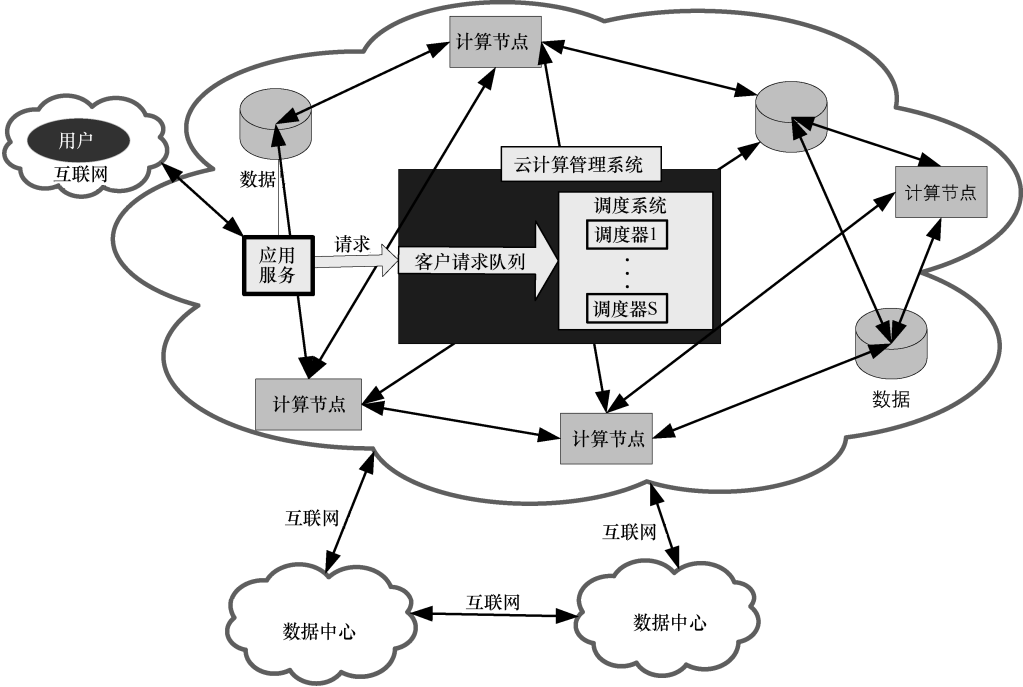 计算节点
用户
互联网
数据
云计算管理系统
计算节点
调度系统
调度器1
应用
服务
请求
客户请求队列
调度器S
计算节点
数据
计算节点
互联网
互联网
互联网
数据中心
数据中心